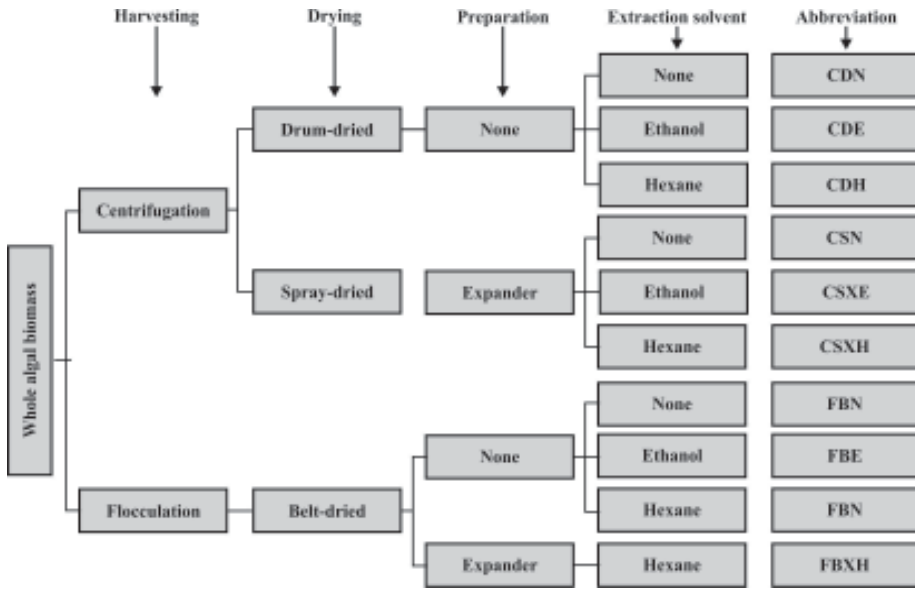 Harvesting Drying Preparation Extraction solvent Abbreviation
None CDN
Drum-dried None Ethanol CDE
Hexane CDH
Centrifugation
None CSN
Spray-dried Expander Ethanol CSXE
Hexane CSXH
Whole algal biomass
None FBN
None Ethanol FBE
Flocculation Belt-dried Hexane FBN
Expander Hexane FBXH